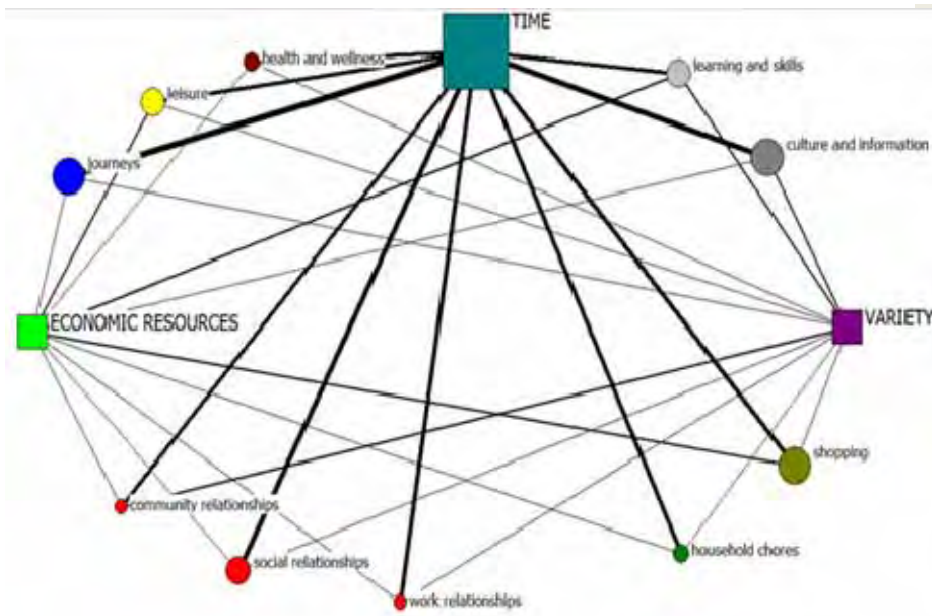 TIME
health and wellness
learning and skills
leisure
culture and information
journeys
ECONOMIC RESOURCES
VARIETY
shopping
community relationships
household chores
social relationships
work relationships